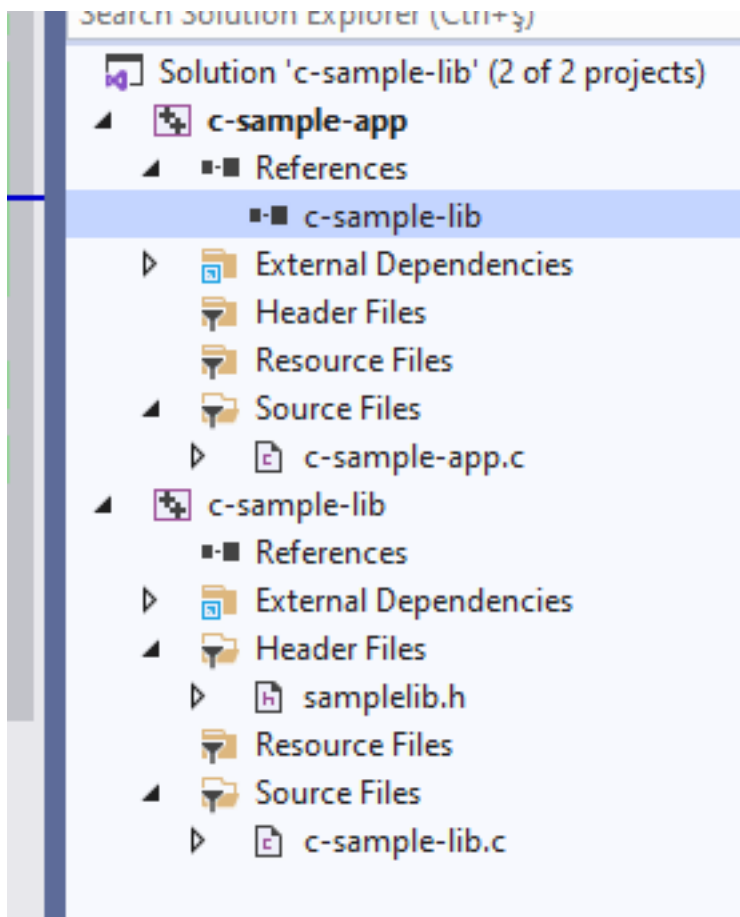 Search Solution Explorer (Ctrl+ş)
Solution 'c-sample-lib' (2 of 2 projects)
c-sample-app
References
c-sample-lib
External Dependencies
Header Files
Resource Files
Source Files
c-sample-app.c
c-sample-lib
References
External Dependencies
Header Files
samplelib.h
Resource Files
Source Files
c-sample-lib.c